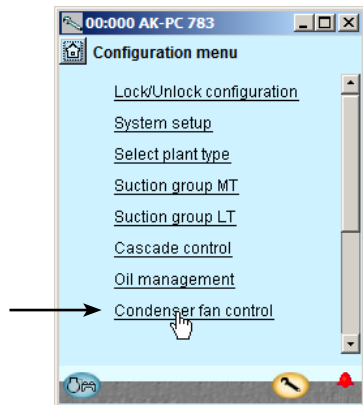 00:000 AK-PC 783
Configuration menu
Lock/Unlock configuration
System setup
Select plant type
Suction group MT
Suction group LT
Cascade control
Oil management
Condenser fan control